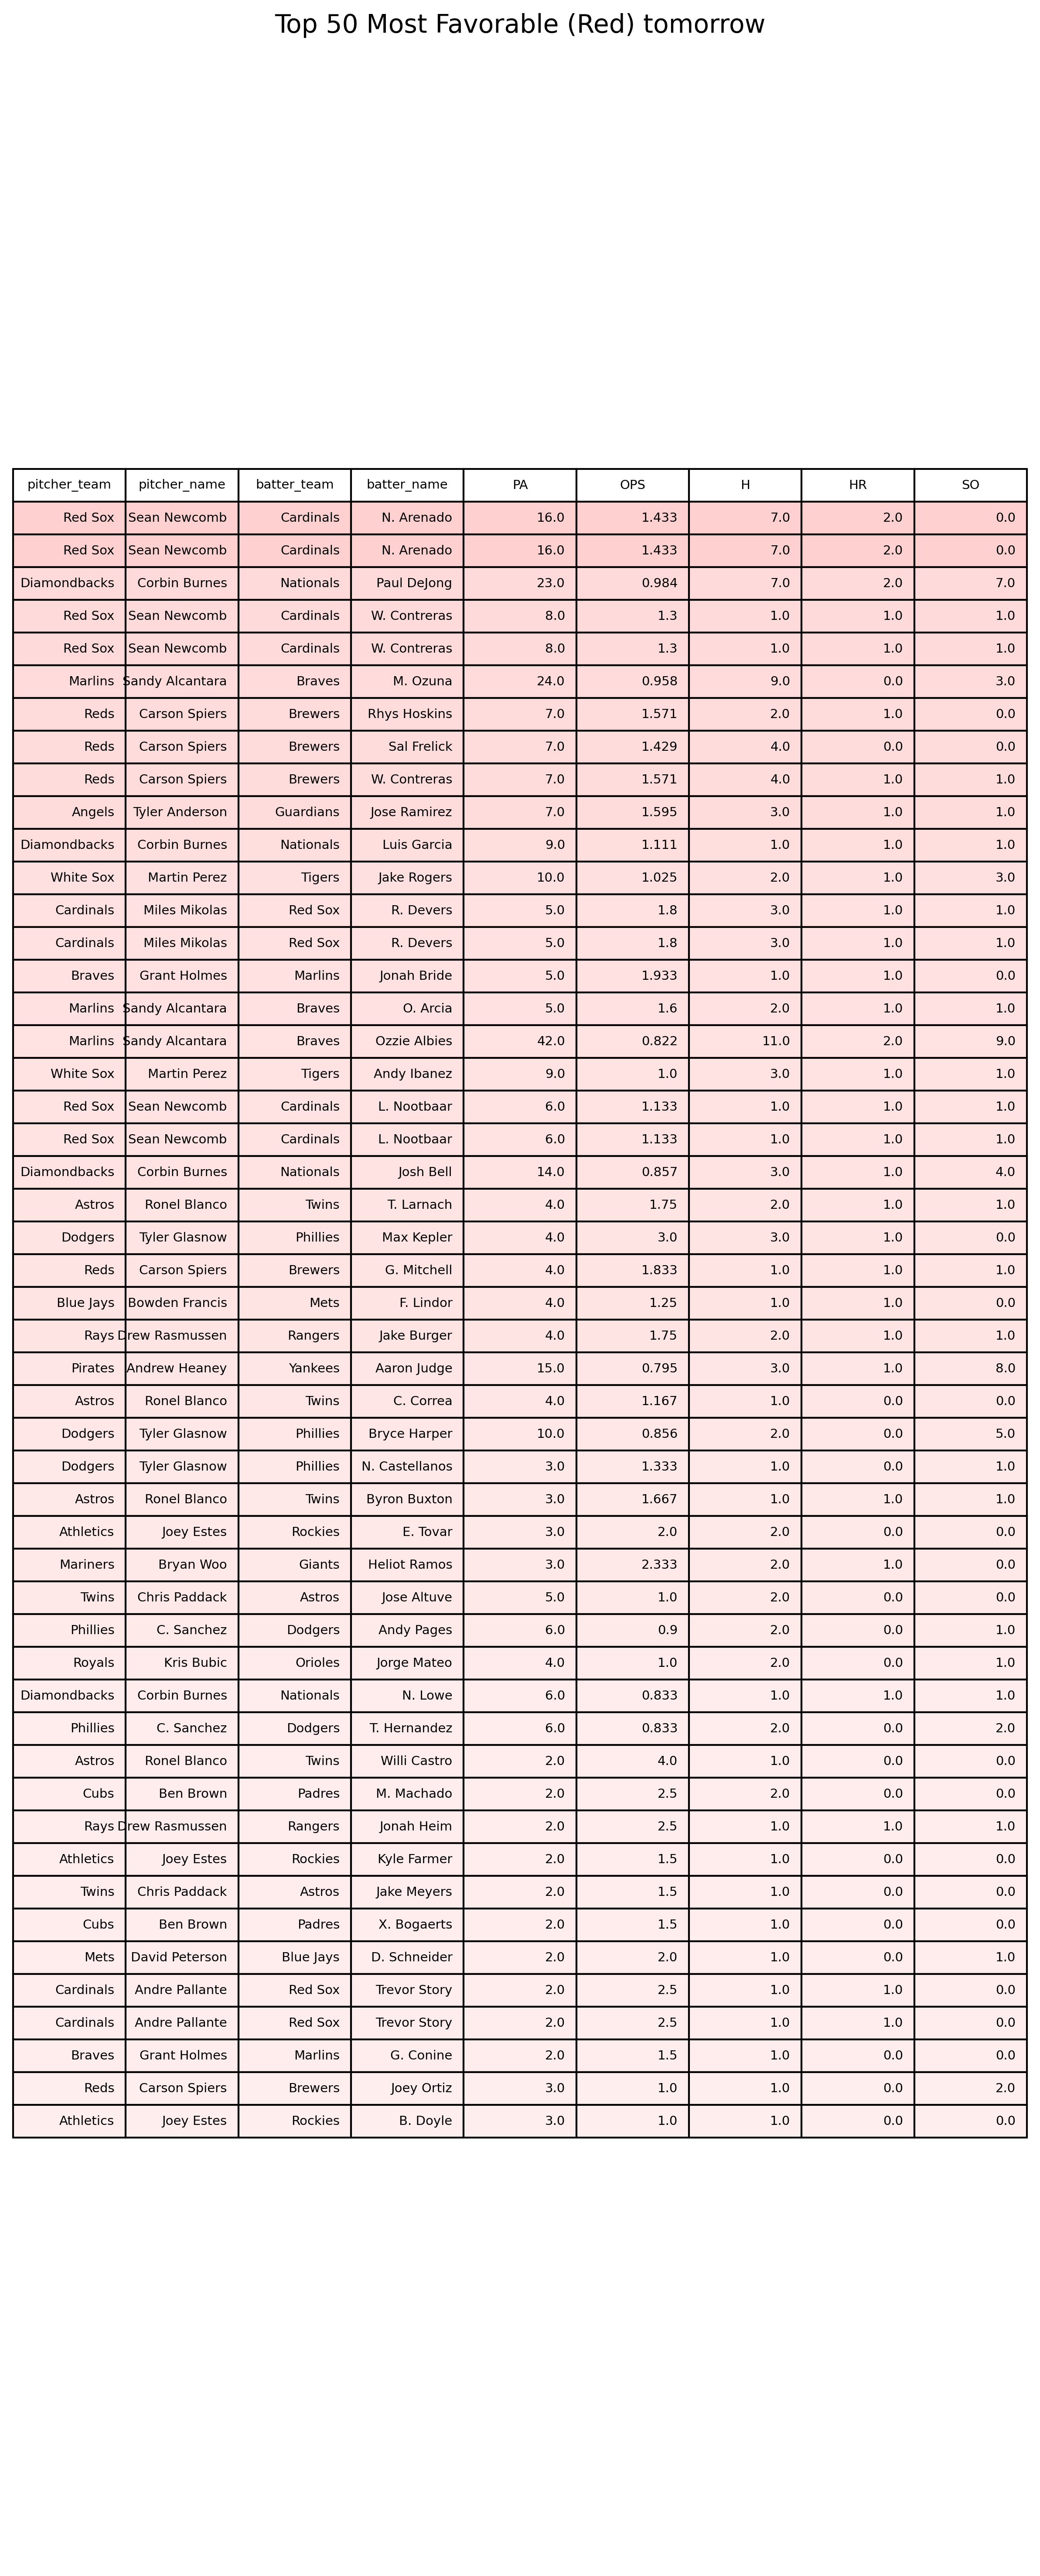 Top 50 Most Favorable (Red) tomorrow
pitcher_team pitcher_name batter_team batter_name PA OPS H HR SO
Red Sox Sean Newcomb Cardinals N. Arenado 16.0 1.433 7.0 2.0 0.0
Red Sox Sean Newcomb Cardinals N. Arenado 16.0 1.433 7.0 2.0 0.0
Diamondbacks Corbin Burnes Nationals Paul DeJong 23.0 0.984 7.0 2.0 7.0
Red Sox Sean Newcomb Cardinals W. Contreras 8.0 1.3 1.0 1.0 1.0
Red Sox Sean Newcomb Cardinals W. Contreras 8.0 1.3 1.0 1.0 1.0
Marlins Sandy Alcantara Braves M. Ozuna 24.0 0.958 9.0 0.0 3.0
Reds Carson Spiers Brewers Rhys Hoskins 7.0 1.571 2.0 1.0 0.0
Reds Carson Spiers Brewers Sal Frelick 7.0 1.429 4.0 0.0 0.0
Reds Carson Spiers Brewers W. Contreras 7.0 1.571 4.0 1.0 1.0
Angels Tyler Anderson Guardians Jose Ramirez 7.0 1.595 3.0 1.0 1.0
Diamondbacks Corbin Burnes Nationals Luis Garcia 9.0 1.111 1.0 1.0 1.0
White Sox Martin Perez Tigers Jake Rogers 10.0 1.025 2.0 1.0 3.0
Cardinals Miles Mikolas Red Sox R. Devers 5.0 1.8 3.0 1.0 1.0
Cardinals Miles Mikolas Red Sox R. Devers 5.0 1.8 3.0 1.0 1.0
Braves Grant Holmes Marlins Jonah Bride 5.0 1.933 1.0 1.0 0.0
Marlins Sandy Alcantara Braves O. Arcia 5.0 1.6 2.0 1.0 1.0
Marlins Sandy Alcantara Braves Ozzie Albies 42.0 0.822 11.0 2.0 9.0
White Sox Martin Perez Tigers Andy Ibanez 9.0 1.0 3.0 1.0 1.0
Red Sox Sean Newcomb Cardinals L. Nootbaar 6.0 1.133 1.0 1.0 1.0
Red Sox Sean Newcomb Cardinals L. Nootbaar 6.0 1.133 1.0 1.0 1.0
Diamondbacks Corbin Burnes Nationals Josh Bell 14.0 0.857 3.0 1.0 4.0
Astros Ronel Blanco Twins T. Larnach 4.0 1.75 2.0 1.0 1.0
Dodgers Tyler Glasnow Phillies Max Kepler 4.0 3.0 3.0 1.0 0.0
Reds Carson Spiers Brewers G. Mitchell 4.0 1.833 1.0 1.0 1.0
Blue Jays Bowden Francis Mets F. Lindor 4.0 1.25 1.0 1.0 0.0
Rays Drew Rasmussen Rangers Jake Burger 4.0 1.75 2.0 1.0 1.0
Pirates Andrew Heaney Yankees Aaron Judge 15.0 0.795 3.0 1.0 8.0
Astros Ronel Blanco Twins C. Correa 4.0 1.167 1.0 0.0 0.0
Dodgers Tyler Glasnow Phillies Bryce Harper 10.0 0.856 2.0 0.0 5.0
Dodgers Tyler Glasnow Phillies N. Castellanos 3.0 1.333 1.0 0.0 1.0
Astros Ronel Blanco Twins Byron Buxton 3.0 1.667 1.0 1.0 1.0
Athletics Joey Estes Rockies E. Tovar 3.0 2.0 2.0 0.0 0.0
Mariners Bryan Woo Giants Heliot Ramos 3.0 2.333 2.0 1.0 0.0
Twins Chris Paddack Astros Jose Altuve 5.0 1.0 2.0 0.0 0.0
Phillies C. Sanchez Dodgers Andy Pages 6.0 0.9 2.0 0.0 1.0
Royals Kris Bubic Orioles Jorge Mateo 4.0 1.0 2.0 0.0 1.0
Diamondbacks Corbin Burnes Nationals N. Lowe 6.0 0.833 1.0 1.0 1.0
Phillies C. Sanchez Dodgers T. Hernandez 6.0 0.833 2.0 0.0 2.0
Astros Ronel Blanco Twins Willi Castro 2.0 4.0 1.0 0.0 0.0
Cubs Ben Brown Padres M. Machado 2.0 2.5 2.0 0.0 0.0
Rays Drew Rasmussen Rangers Jonah Heim 2.0 2.5 1.0 1.0 1.0
Athletics Joey Estes Rockies Kyle Farmer 2.0 1.5 1.0 0.0 0.0
Twins Chris Paddack Astros Jake Meyers 2.0 1.5 1.0 0.0 0.0
Cubs Ben Brown Padres X. Bogaerts 2.0 1.5 1.0 0.0 0.0
Mets David Peterson Blue Jays D. Schneider 2.0 2.0 1.0 0.0 1.0
Cardinals Andre Pallante Red Sox Trevor Story 2.0 2.5 1.0 1.0 0.0
Cardinals Andre Pallante Red Sox Trevor Story 2.0 2.5 1.0 1.0 0.0
Braves Grant Holmes Marlins G. Conine 2.0 1.5 1.0 0.0 0.0
Reds Carson Spiers Brewers Joey Ortiz 3.0 1.0 1.0 0.0 2.0
Athletics Joey Estes Rockies B. Doyle 3.0 1.0 1.0 0.0 0.0